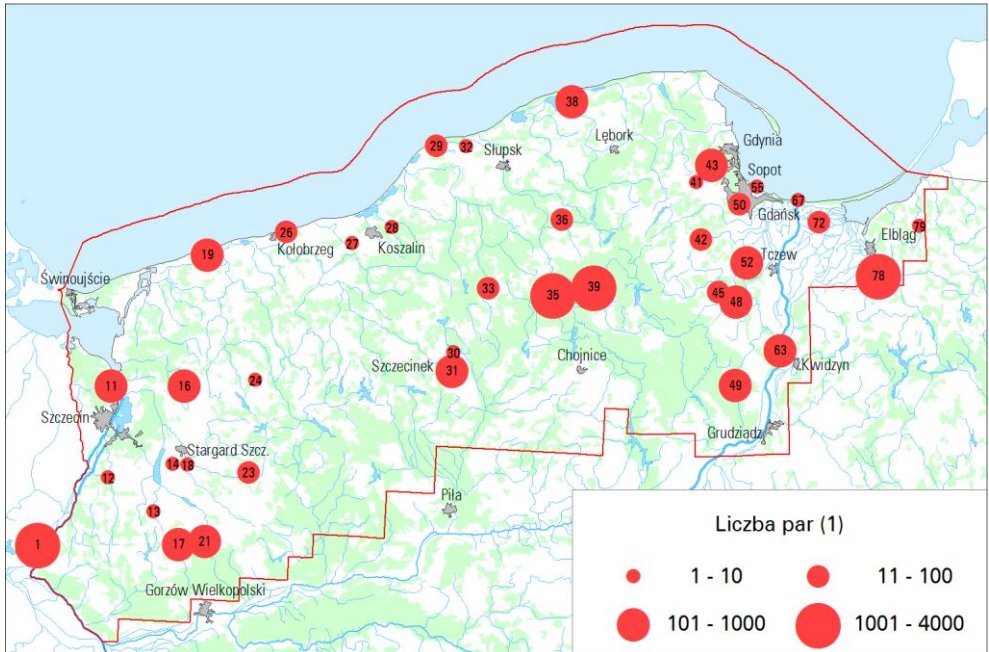 38
29
32
Słupsk
Lębork
Gdynia
43
Sopot
41
55
50
67
Gdańsk
26
Kołobrzeg
27
28
Koszalin
36
42
72
Elbląg
79
19
Świnoujście
52
Tczew
78
33
35
39
45
48
30
Szczecinek
31
Chojnice
63
Kwidzyn
11
16
24
49
Szczecin
Grudziadz
14
18
Stargard Szcz.
12
23
13
Piła
1
17
21
Gorzów Wielkopolski
Liczba par (1)
1 - 10
11 - 100
101 - 1000
1001 - 4000